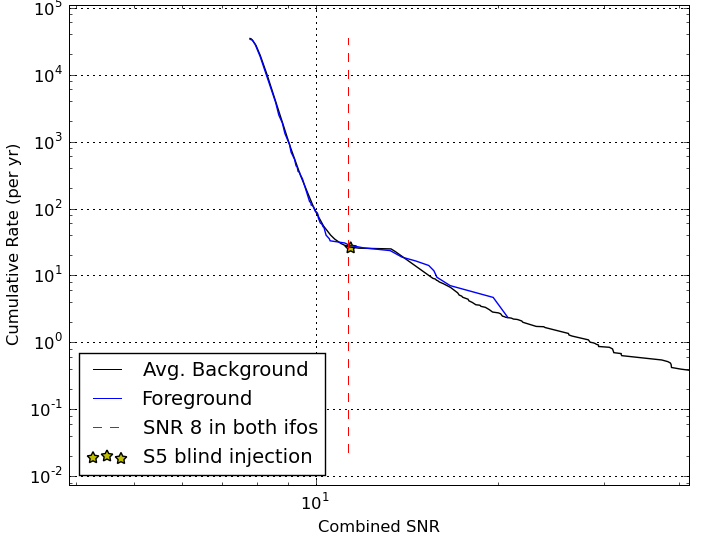 10^5
10^4
10^3
10^2
10^1
10^0
10^-1
10^-2
Cumulative Rate (per yr)
Avg. Background
Foreground
SNR 8 in both ifos
S5 blind injection
10^1
Combined SNR